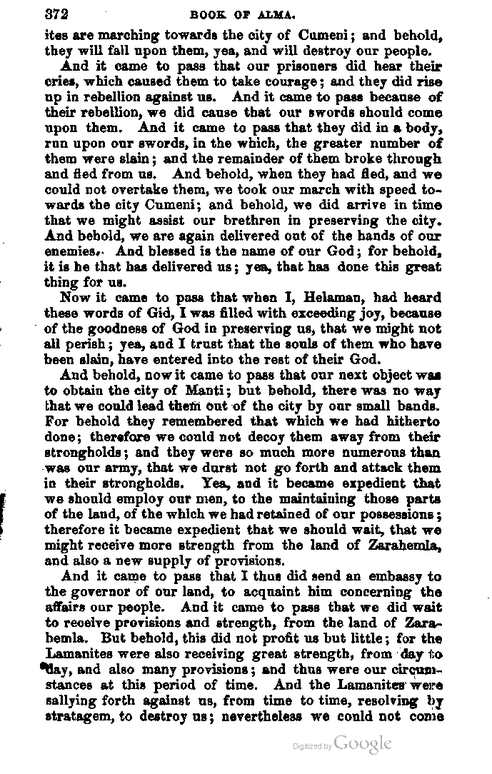 372 BOOK OF ALMA.
ites are marching towards the city of Cumeni; and behold,
they will fall upon them, yea, and will destroy our people.
And it came to pass that our prisoners did hear their
cries, which caused them to take courage; and they did rise
up in rebellion against us. And it came to pass because of
their rebellion, we did cause that our swords should come
upon them. And it came to pass that they did in a body,
run upon our swords, in the which, the greater number of
them were slain; and the remainder of them broke through
and fled from us. And behold, when they had fled, and we
could not overtake them, we took our march with speed to-
wards the city Cumeni; and behold, we did arrive in time
that we might assist our brethren in preserving the city.
And behold, we are again delivered out of the hands of our
enemies. And blessed is the name of our God; for behold,
it is he that has delivered us; yea, that has done this great
thing for us.
Now it came to pass that when I, Helaman, had heard
these words of Gid, I was filled with exceeding joy, because
of the goodness of God in preserving us, that we might not
all perish; yea, and I trust that the souls of them who have
been slain, have entered into the rest of their God.
And behold, now it came to pass that our next object was
to obtain the city of Manti; but behold, there was no way
that we could lead them out of the city by our small bands.
For behold they remembered that which we had hitherto
done; therefore we could not decoy them away from their
strongholds; and they were so much more numerous than
was our army, that we durst not go forth and attack them
in their strongholds. Yea, and it became expedient that
we should employ our men, to the maintaining those parts
of the land, of the which we had retained of our possessions;
therefore it became expedient that we should wait, that we
might receive more strength from the land of Zarahemla,
and also a new supply of provisions.
And it came to pass that I thus did send an embassy to
the governor of our land, to acquaint him concerning the
affairs our people. And it came to pass that we did wait
to receive provisions and strength, from the land of Zara-
hemla. But behold, this did not profit us but little; for the
Lamanites were also receiving great strength, from day to
day, and also many provisions; and thus were our circum-
stances at this period of time. And the Lamanites were
sallying forth against us, from time to time, resolving by
stratagem, to destroy us; nevertheless we could not come
Digitized by Google